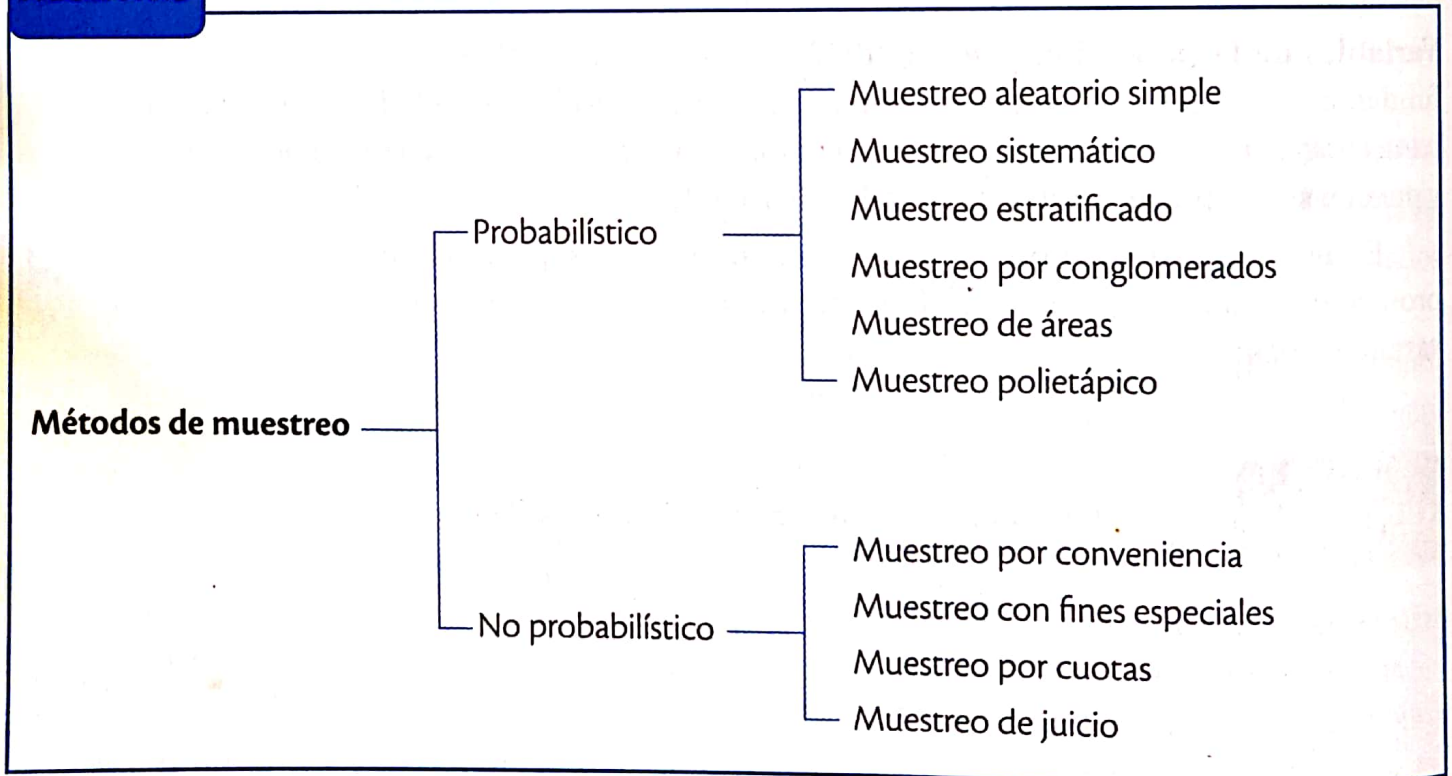 Muestreo aleatorio simple
Muestreo sistemático
Muestreo estratificado
Probabilístico
Muestreo por conglomerados
Muestreo de áreas
Muestreo polietápico
Métodos de muestreo
Muestreo por conveniencia
Muestreo con fines especiales
No probabilístico
Muestreo por cuotas
Muestreo de juicio